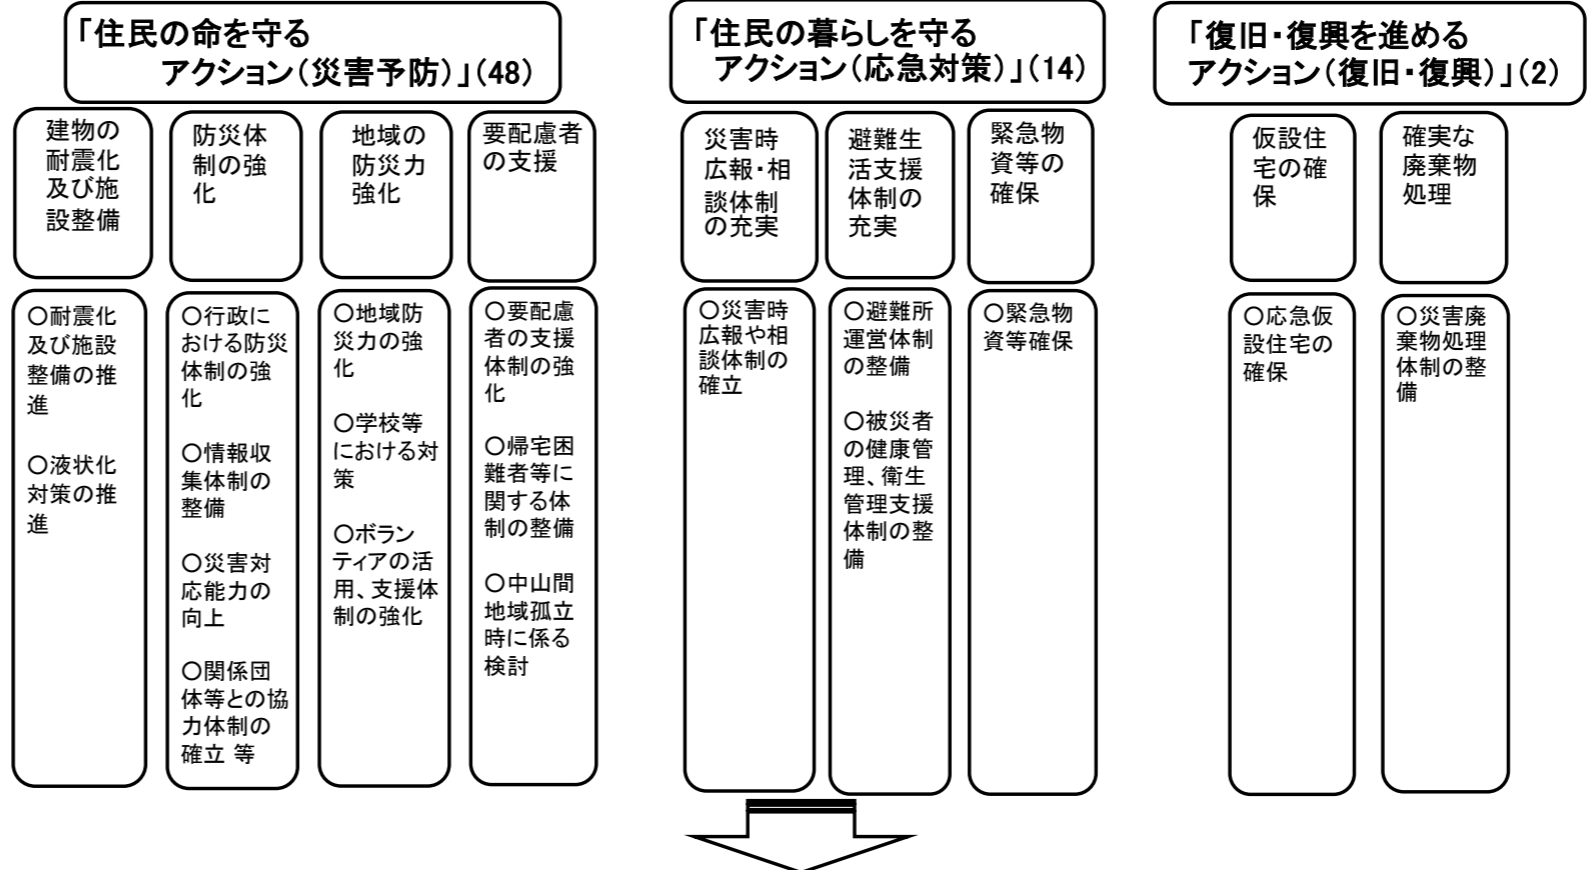 「住民の命を守る
アクション(災害予防)」(48)
建物の
耐震化
及び施
設整備
防災体
制の強
化
地域の
防災力
強化
要配慮者
の支援
○耐震化
及び施設
整備の推
進
○液状化
対策の推
進
○行政に
おける防災
体制の強
化
○情報収
集体制の
整備
○災害対
応能力の
向上
○関係団
体等との協
力体制の
確立 等
○地域防
災力の強
化
○学校等
における対
策
○ボラン
ティアの活
用、支援体
制の強化
○要配慮
者の支援
体制の強
化
○帰宅困
難者等に
関する体
制の整備
○中山間
地域孤立
時に係る
検討
「住民の暮らしを守る
アクション(応急対策)」(14)
災害時
広報・相
談体制
の充実
避難生
活支援
体制の
充実
緊急物
資等の
確保
○災害時
広報や相
談体制の
確立
○避難所
運営体制
の整備
○被災者
の健康管
理、衛生
管理支援
体制の整
備
○緊急物
資等確保
「復旧・復興を進める
アクション(復旧・復興)」(2)
仮設住
宅の確
保
確実な
廃棄物
処理
○応急仮
設住宅の
確保
○災害廃
棄物処理
体制の整
備